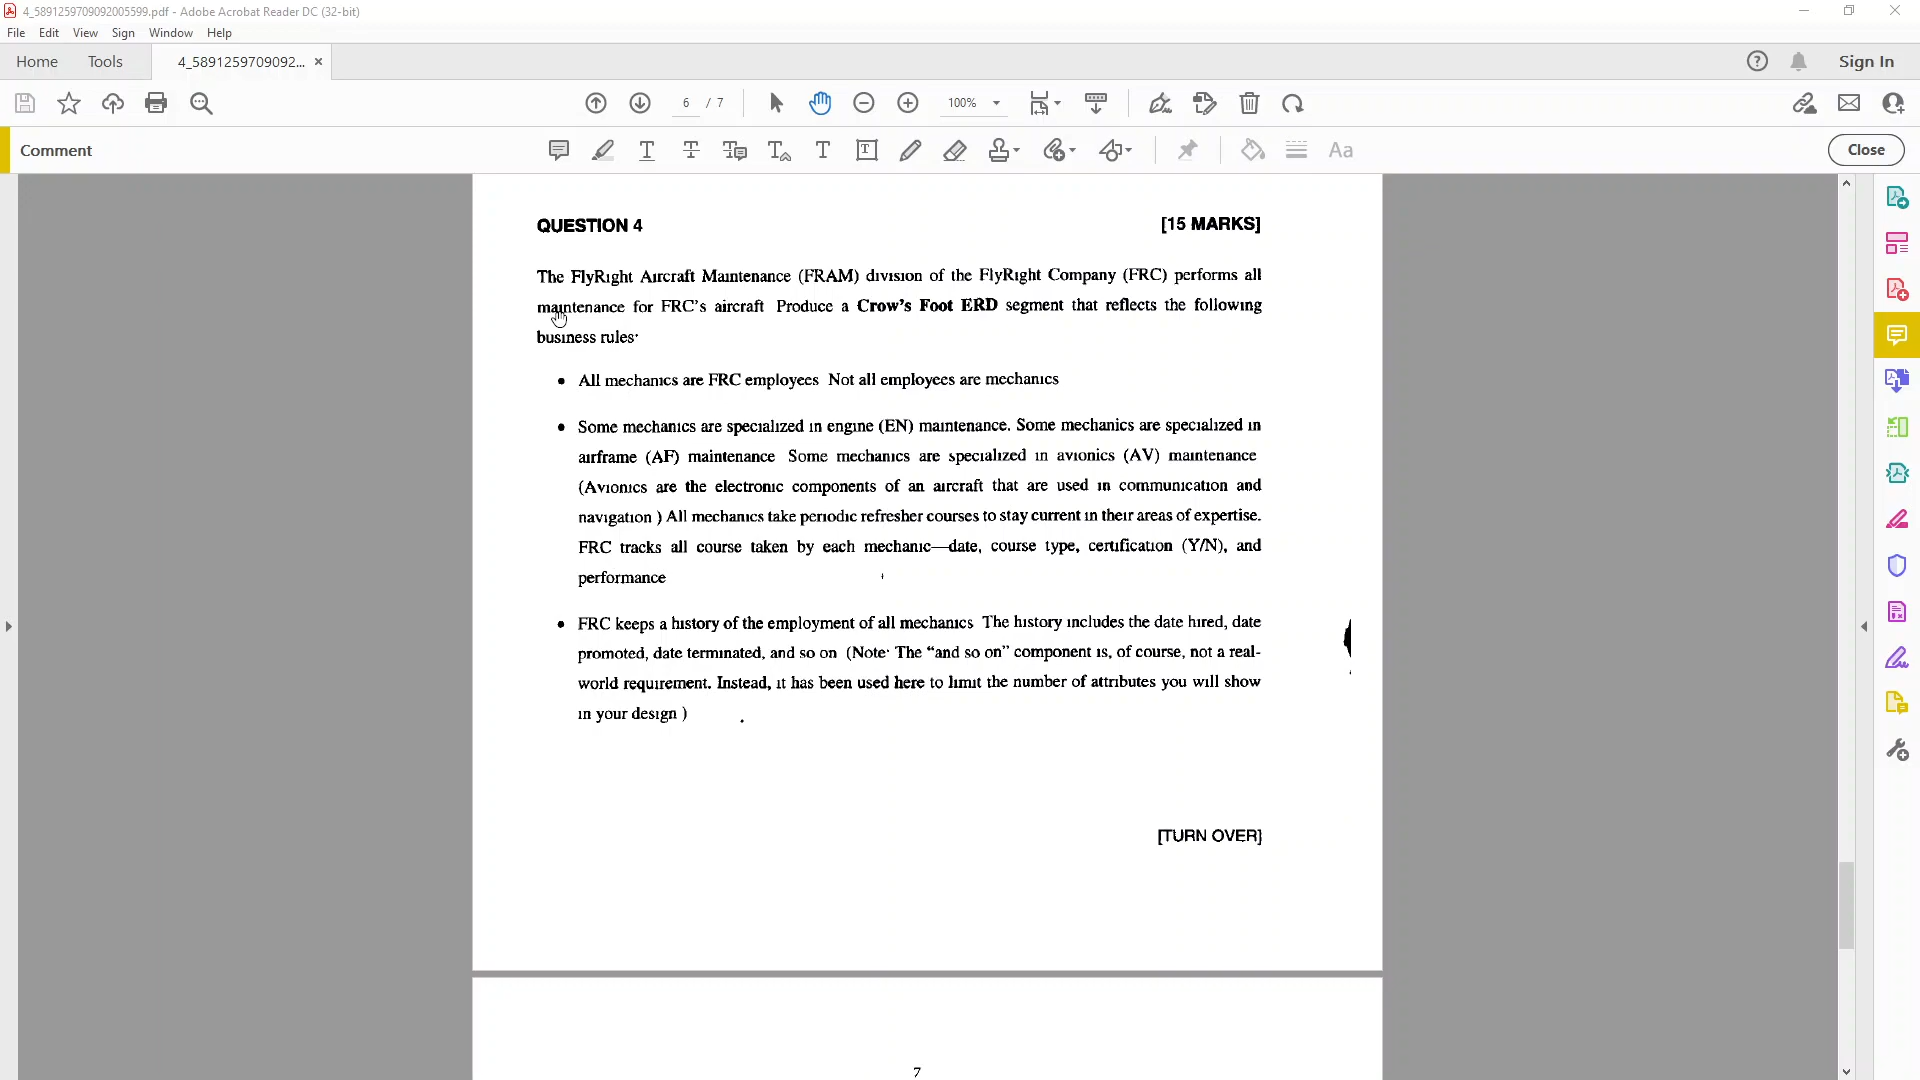 4_5891259709092005599.pdf - Adobe Acrobat Reader DC (32-bit)
File Edit View Sign Window Help
Home Tools 4_5891259709092... × Sign In
6 / 7 100%
Comment Close
QUESTION 4 [15 MARKS]
The FlyRight Aircraft Maintenance (FRAM) division of the FlyRight Company (FRC) performs all
maintenance for FRC's aircraft Produce a Crow's Foot ERD segment that reflects the following
business rules·
• All mechanics are FRC employees Not all employees are mechanics
• Some mechanics are specialized in engine (EN) maintenance. Some mechanics are specialized in
airframe (AF) maintenance Some mechanics are specialized in avionics (AV) maintenance
(Avionics are the electronic components of an aircraft that are used in communication and
navigation ) All mechanics take periodic refresher courses to stay current in their areas of expertise.
FRC tracks all course taken by each mechanic—date, course type, certification (Y/N), and
performance
• FRC keeps a history of the employment of all mechanics The history includes the date hired, date
promoted, date terminated, and so on (Note· The "and so on" component is, of course, not a real-
world requirement. Instead, it has been used here to limit the number of attributes you will show
in your design )
[TURN OVER]
7